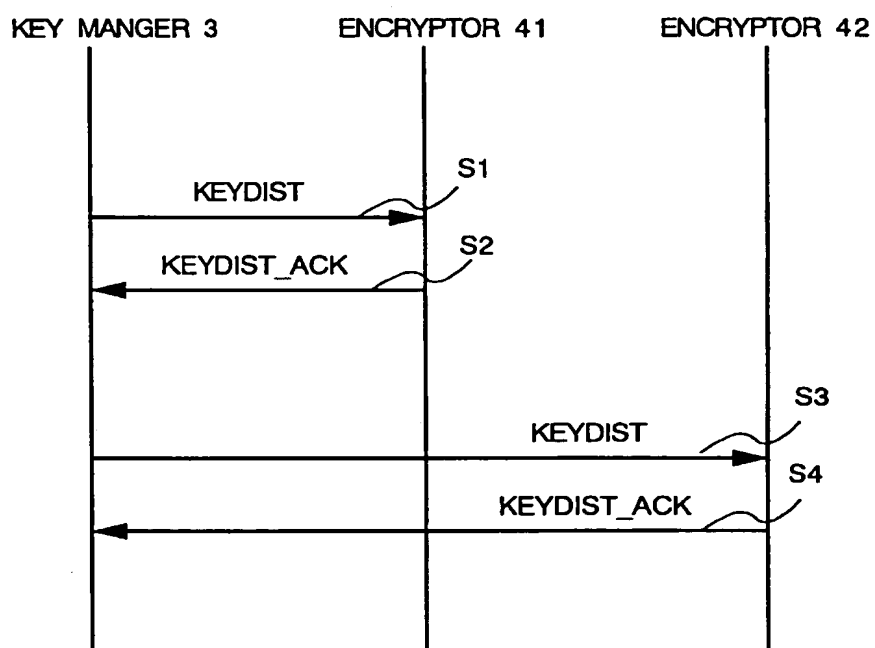 KEY MANGER 3 ENCRYPTOR 41 ENCRYPTOR 42
S1
KEYDIST
S2
KEYDIST_ACK
S3
KEYDIST
S4
KEYDIST_ACK